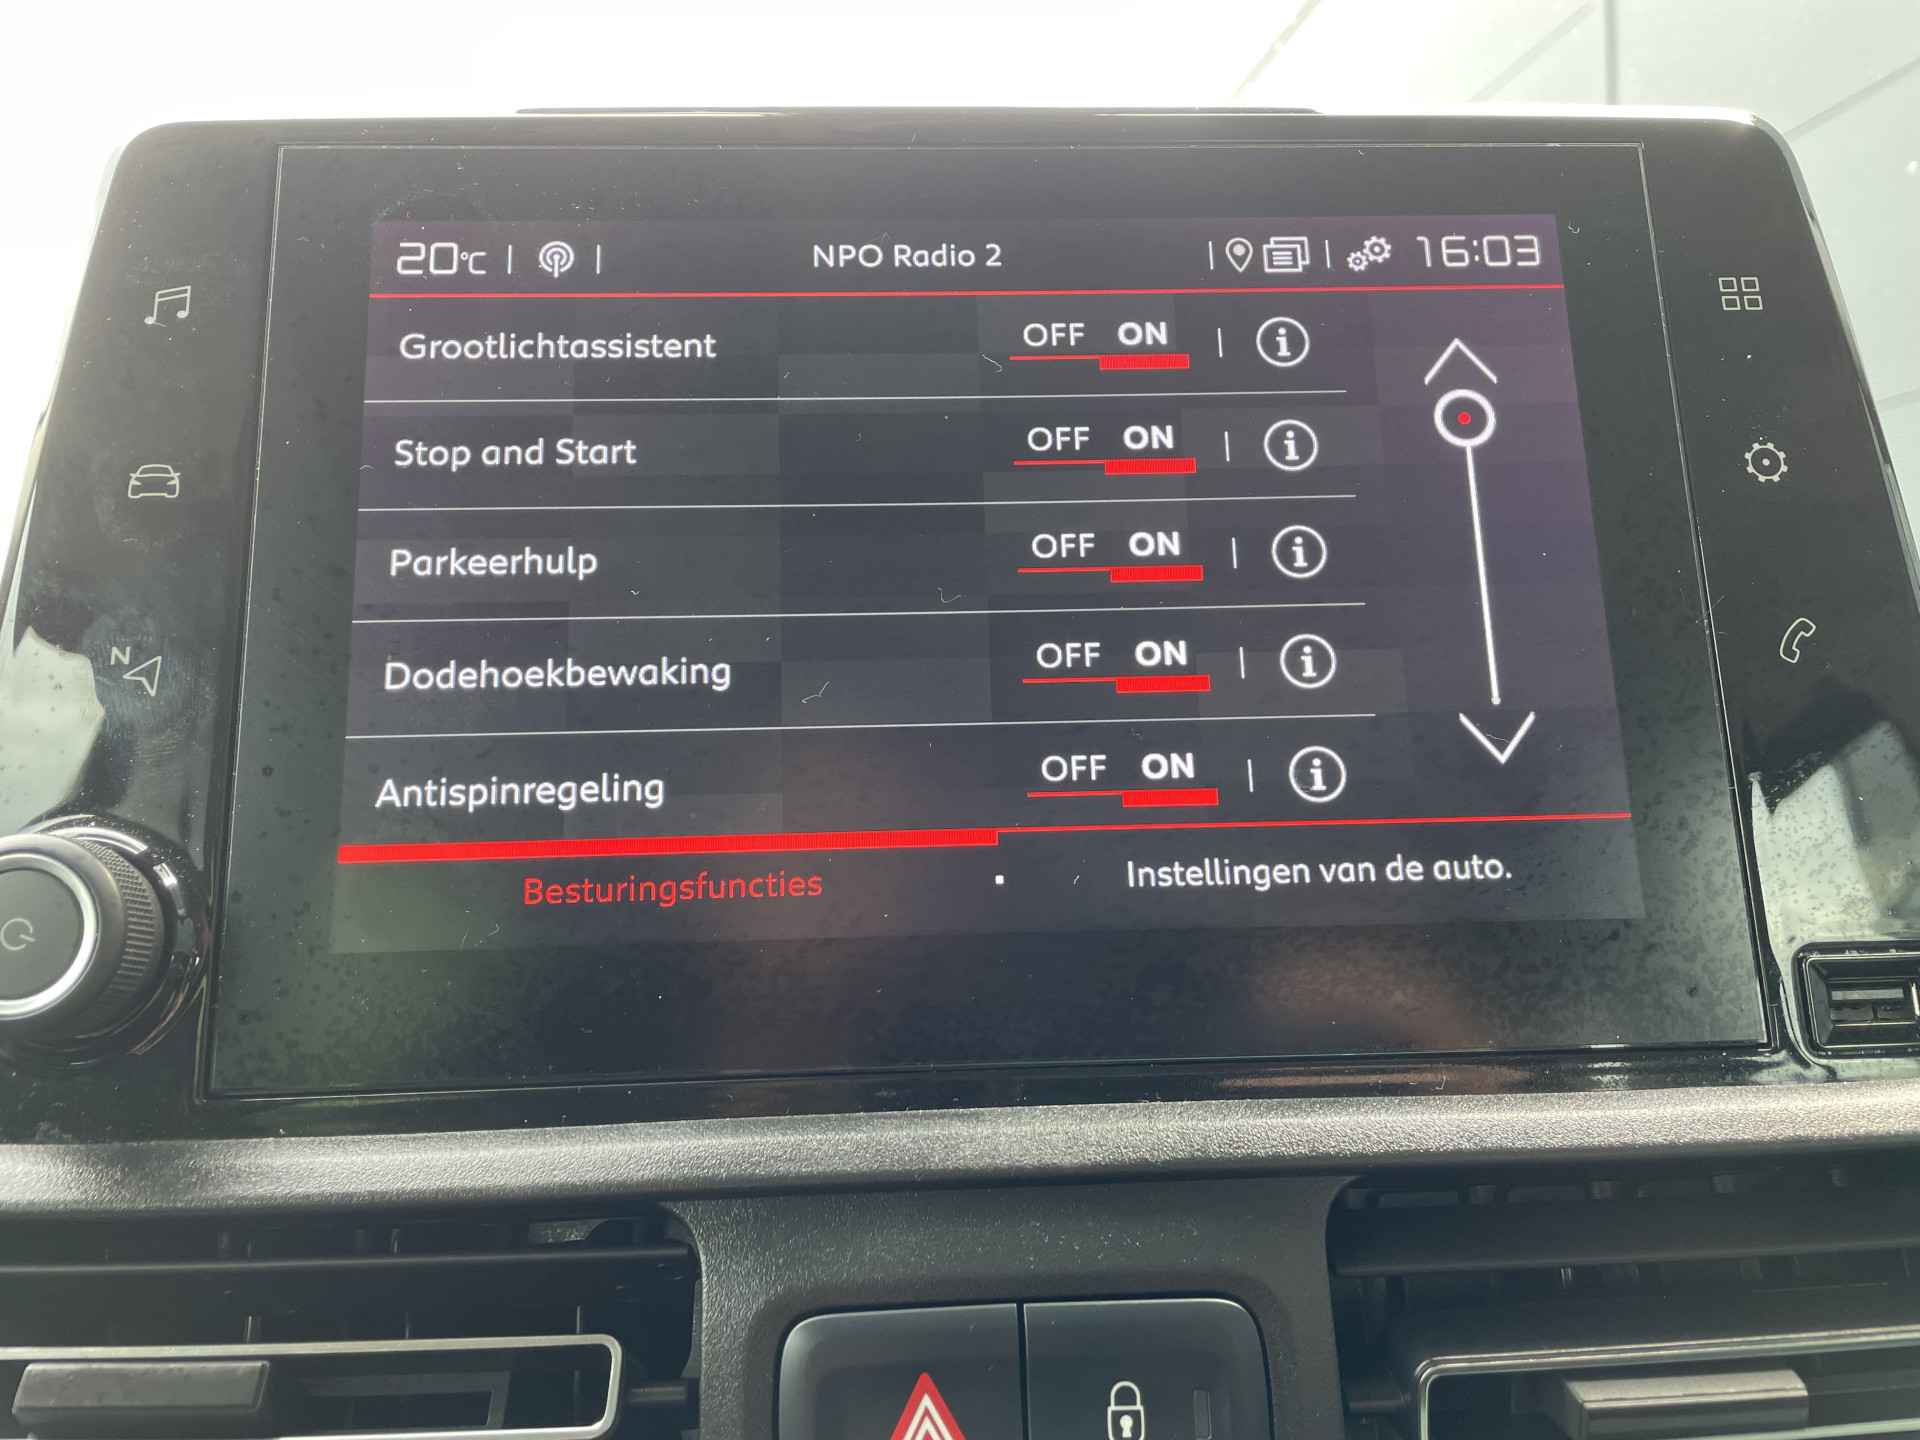 20°C NPO Radio 2 16:03
Grootlichtassistent OFF ON i
Stop and Start OFF ON i
Parkeerhulp OFF ON i
Dodehoekbewaking OFF ON i
Antispinregeling OFF ON i
Besturingsfuncties Instellingen van de auto.
N